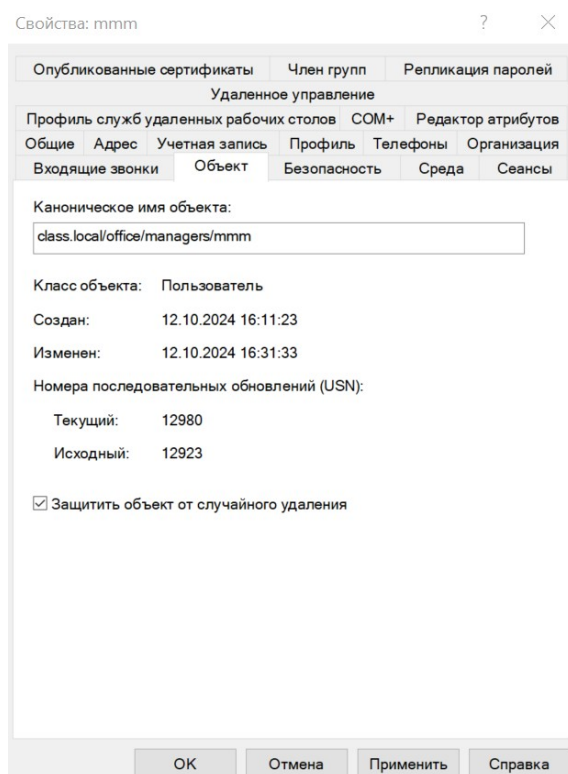 Свойства: mmm
Опубликованные сертификаты Член групп Репликация паролей
Удаленное управление
Профиль служб удаленных рабочих столов COM+ Редактор атрибутов
Общие Адрес Учетная запись Профиль Телефоны Организация
Входящие звонки Объект Безопасность Среда Сеансы
Каноническое имя объекта:
class.local/office/managers/mmm
Класс объекта: Пользователь
Создан: 12.10.2024 16:11:23
Изменен: 12.10.2024 16:31:33
Номера последовательных обновлений (USN):
Текущий: 12980
Исходный: 12923
Защитить объект от случайного удаления
ОК Отмена Применить Справка